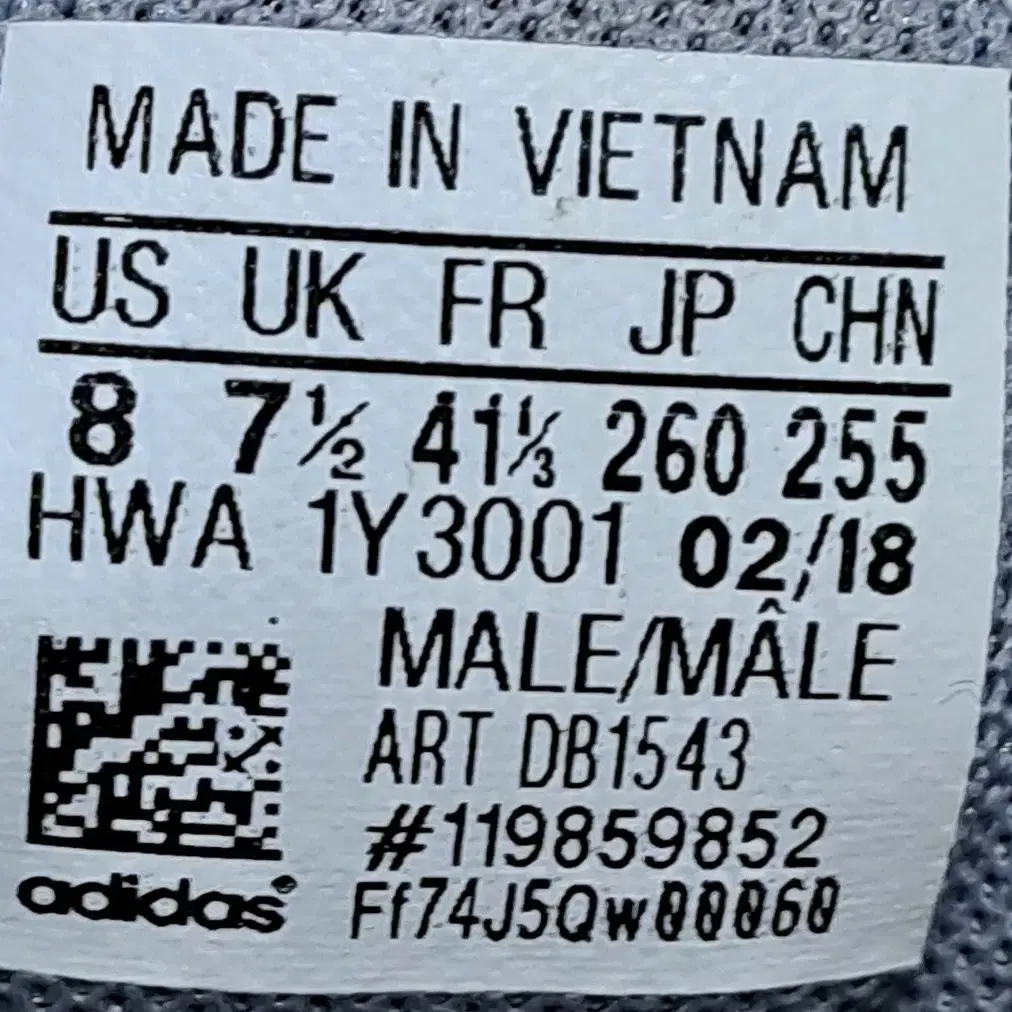 MADE IN VIETNAM
US UK FR JP CHN
8 7½ 41⅓ 260 255
HWA 1Y3001 02/18
MALE/MÂLE
ART DB1543
#119859852
adidas® Ff74J5Qw00060